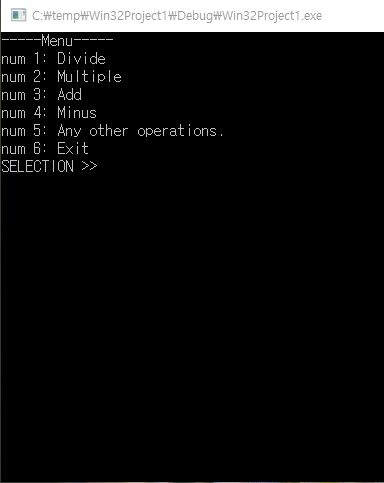 C:₩temp₩Win32Project1₩Debug₩Win32Project1.exe
-----Menu-----
num 1: Divide
num 2: Multiple
num 3: Add
num 4: Minus
num 5: Any other operations.
num 6: Exit
SELECTION >>